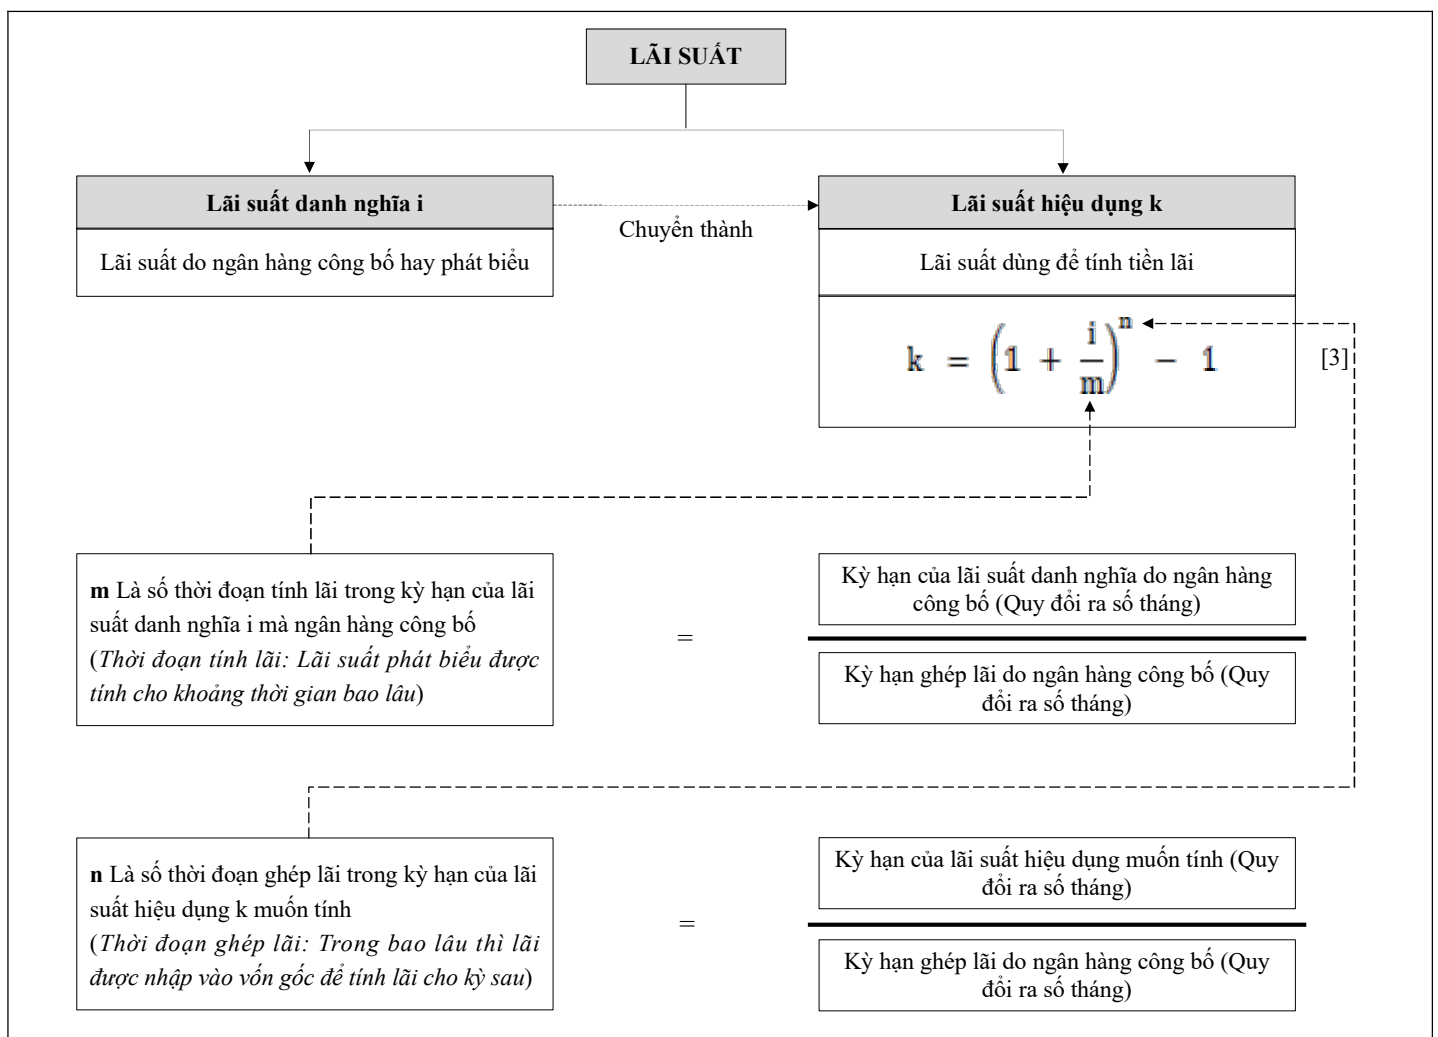 LÃI SUẤT
Lãi suất danh nghĩa i
Lãi suất do ngân hàng công bố hay phát biểu
Chuyển thành
Lãi suất hiệu dụng k
Lãi suất dùng để tính tiền lãi
k = (1 + i/m)^n − 1
[3]
m Là số thời đoạn tính lãi trong kỳ hạn của lãi
suất danh nghĩa i mà ngân hàng công bố
(Thời đoạn tính lãi: Lãi suất phát biểu được
tính cho khoảng thời gian bao lâu)
=
Kỳ hạn của lãi suất danh nghĩa do ngân hàng
công bố (Quy đổi ra số tháng)
Kỳ hạn ghép lãi do ngân hàng công bố (Quy
đổi ra số tháng)
n Là số thời đoạn ghép lãi trong kỳ hạn của lãi
suất hiệu dụng k muốn tính
(Thời đoạn ghép lãi: Trong bao lâu thì lãi
được nhập vào vốn gốc để tính lãi cho kỳ sau)
=
Kỳ hạn của lãi suất hiệu dụng muốn tính (Quy
đổi ra số tháng)
Kỳ hạn ghép lãi do ngân hàng công bố (Quy
đổi ra số tháng)